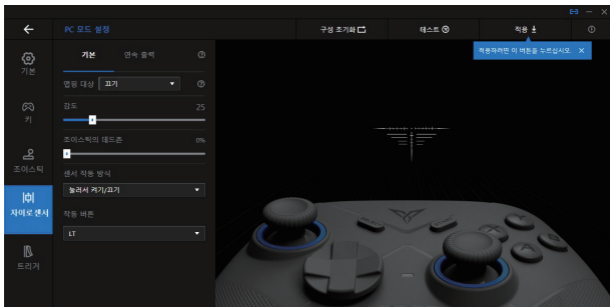 PC 모드 설정
구성 초기화
테스트
적용
적용하려면 이 버튼을 누르십시오.
기본
연속 출력
기본
맵핑 대상
끄기
감도
25
키
조이스틱의 데드존
0%
조이스틱
센서 작동 방식
눌러서 켜기/끄기
자이로센서
작동 버튼
LT
트리거